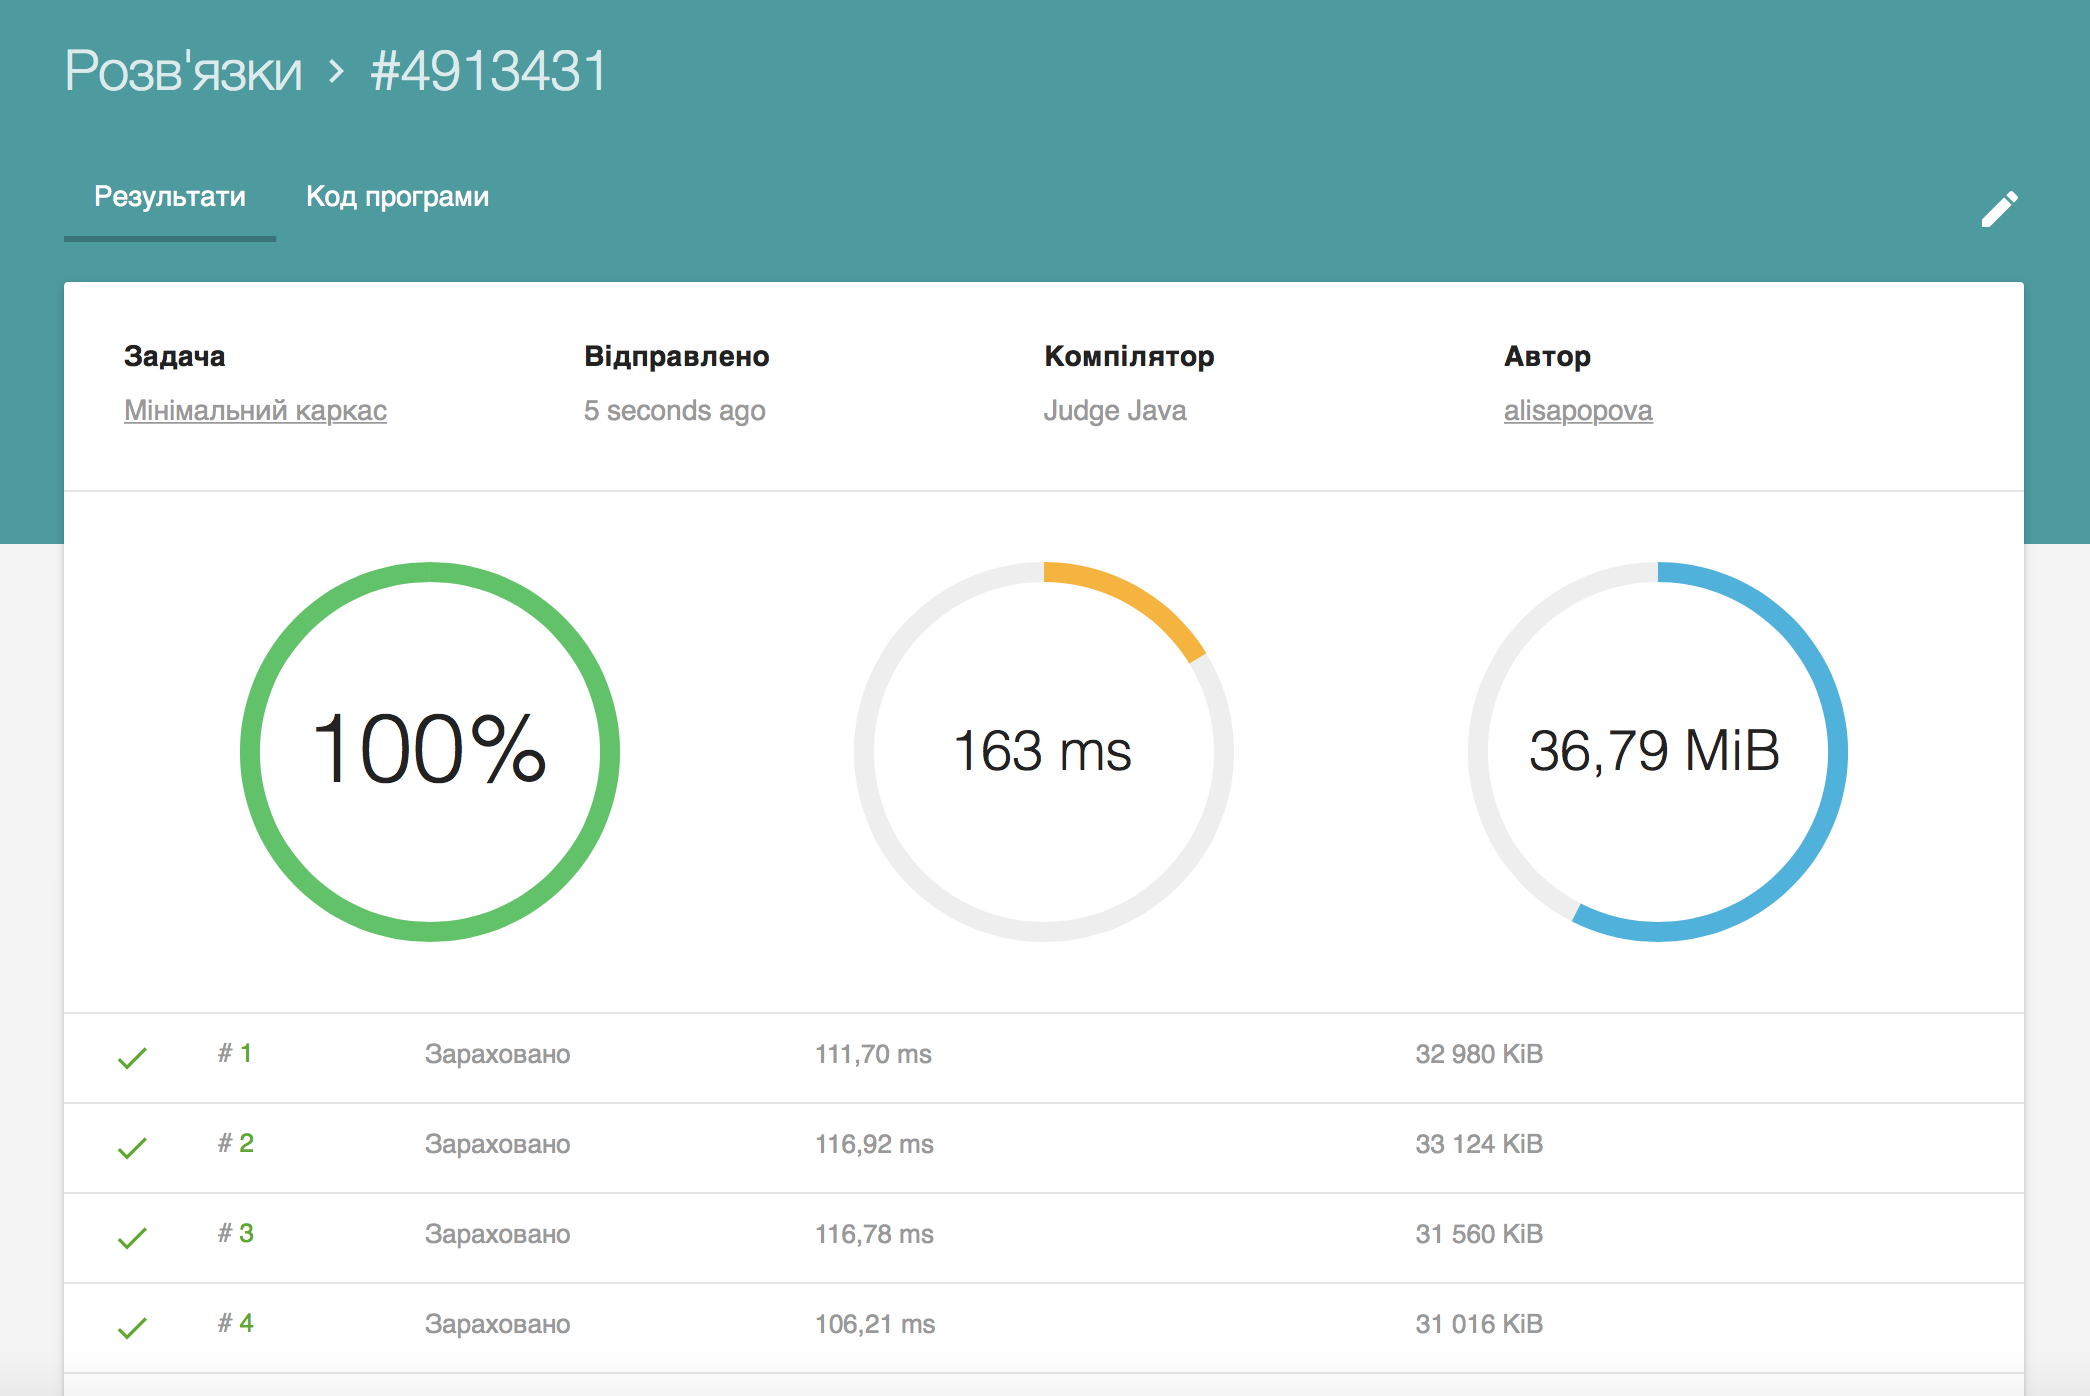 Розв'язки › #4913431
Результати Код програми
Задача Відправлено Компілятор Автор
Мінімальний каркас 5 seconds ago Judge Java alisapopova
100% 163 ms 36,79 MiB
# 1 Зараховано 111,70 ms 32 980 KiB
# 2 Зараховано 116,92 ms 33 124 KiB
# 3 Зараховано 116,78 ms 31 560 KiB
# 4 Зараховано 106,21 ms 31 016 KiB